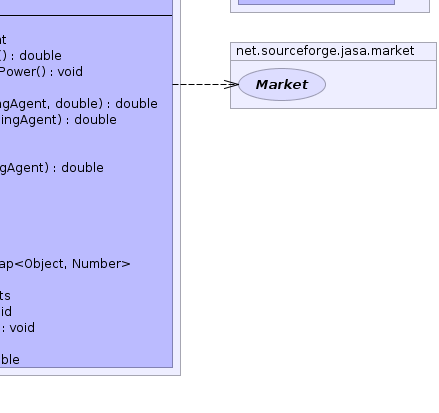 nt
() : double
Power() : void
ngAgent, double) : double
ingAgent) : double
ngAgent) : double
ap<Object, Number>
ts
id
: void
ble
net.sourceforge.jasa.market
Market